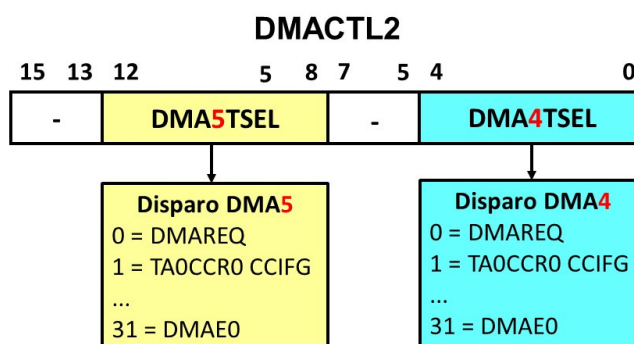 DMACTL2
15 13 12 5 8 7 5 4 0
- DMA5TSEL - DMA4TSEL
Disparo DMA5
0 = DMAREQ
1 = TA0CCR0 CCIFG
...
31 = DMAE0
Disparo DMA4
0 = DMAREQ
1 = TA0CCR0 CCIFG
...
31 = DMAE0